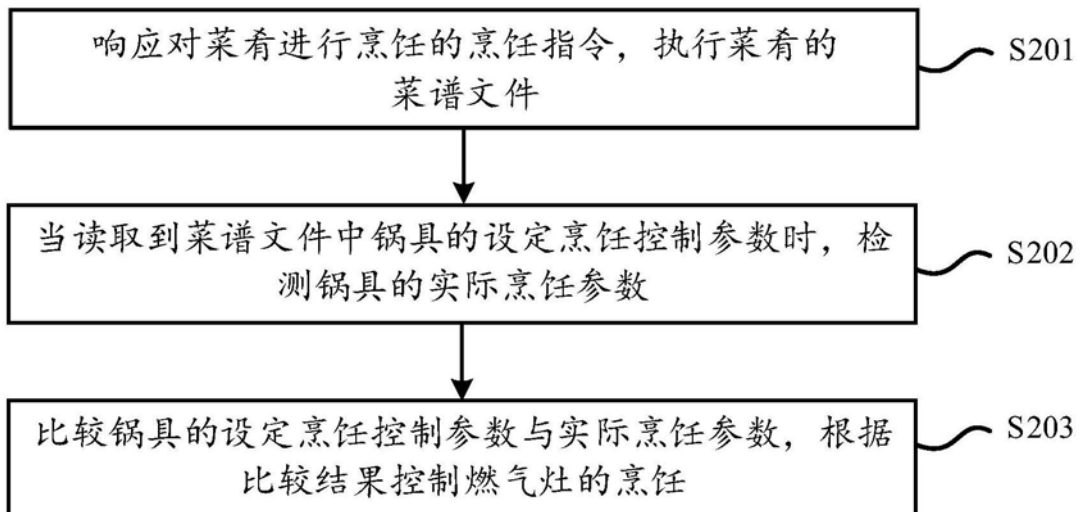 响应对菜肴进行烹饪的烹饪指令，执行菜肴的
菜谱文件
S201
当读取到菜谱文件中锅具的设定烹饪控制参数时，检
测锅具的实际烹饪参数
S202
比较锅具的设定烹饪控制参数与实际烹饪参数，根据
比较结果控制燃气灶的烹饪
S203